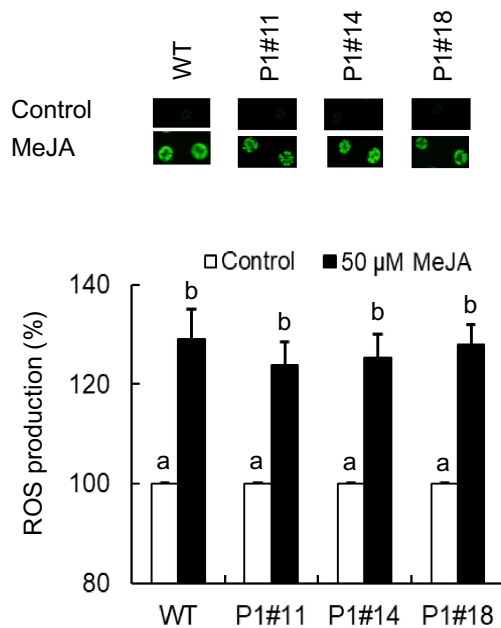 WT P1#11 P1#14 P1#18
Control
MeJA
Control 50 µM MeJA
ROS production (%)
140
120
100
80
b b b b
a a a a
WT P1#11 P1#14 P1#18